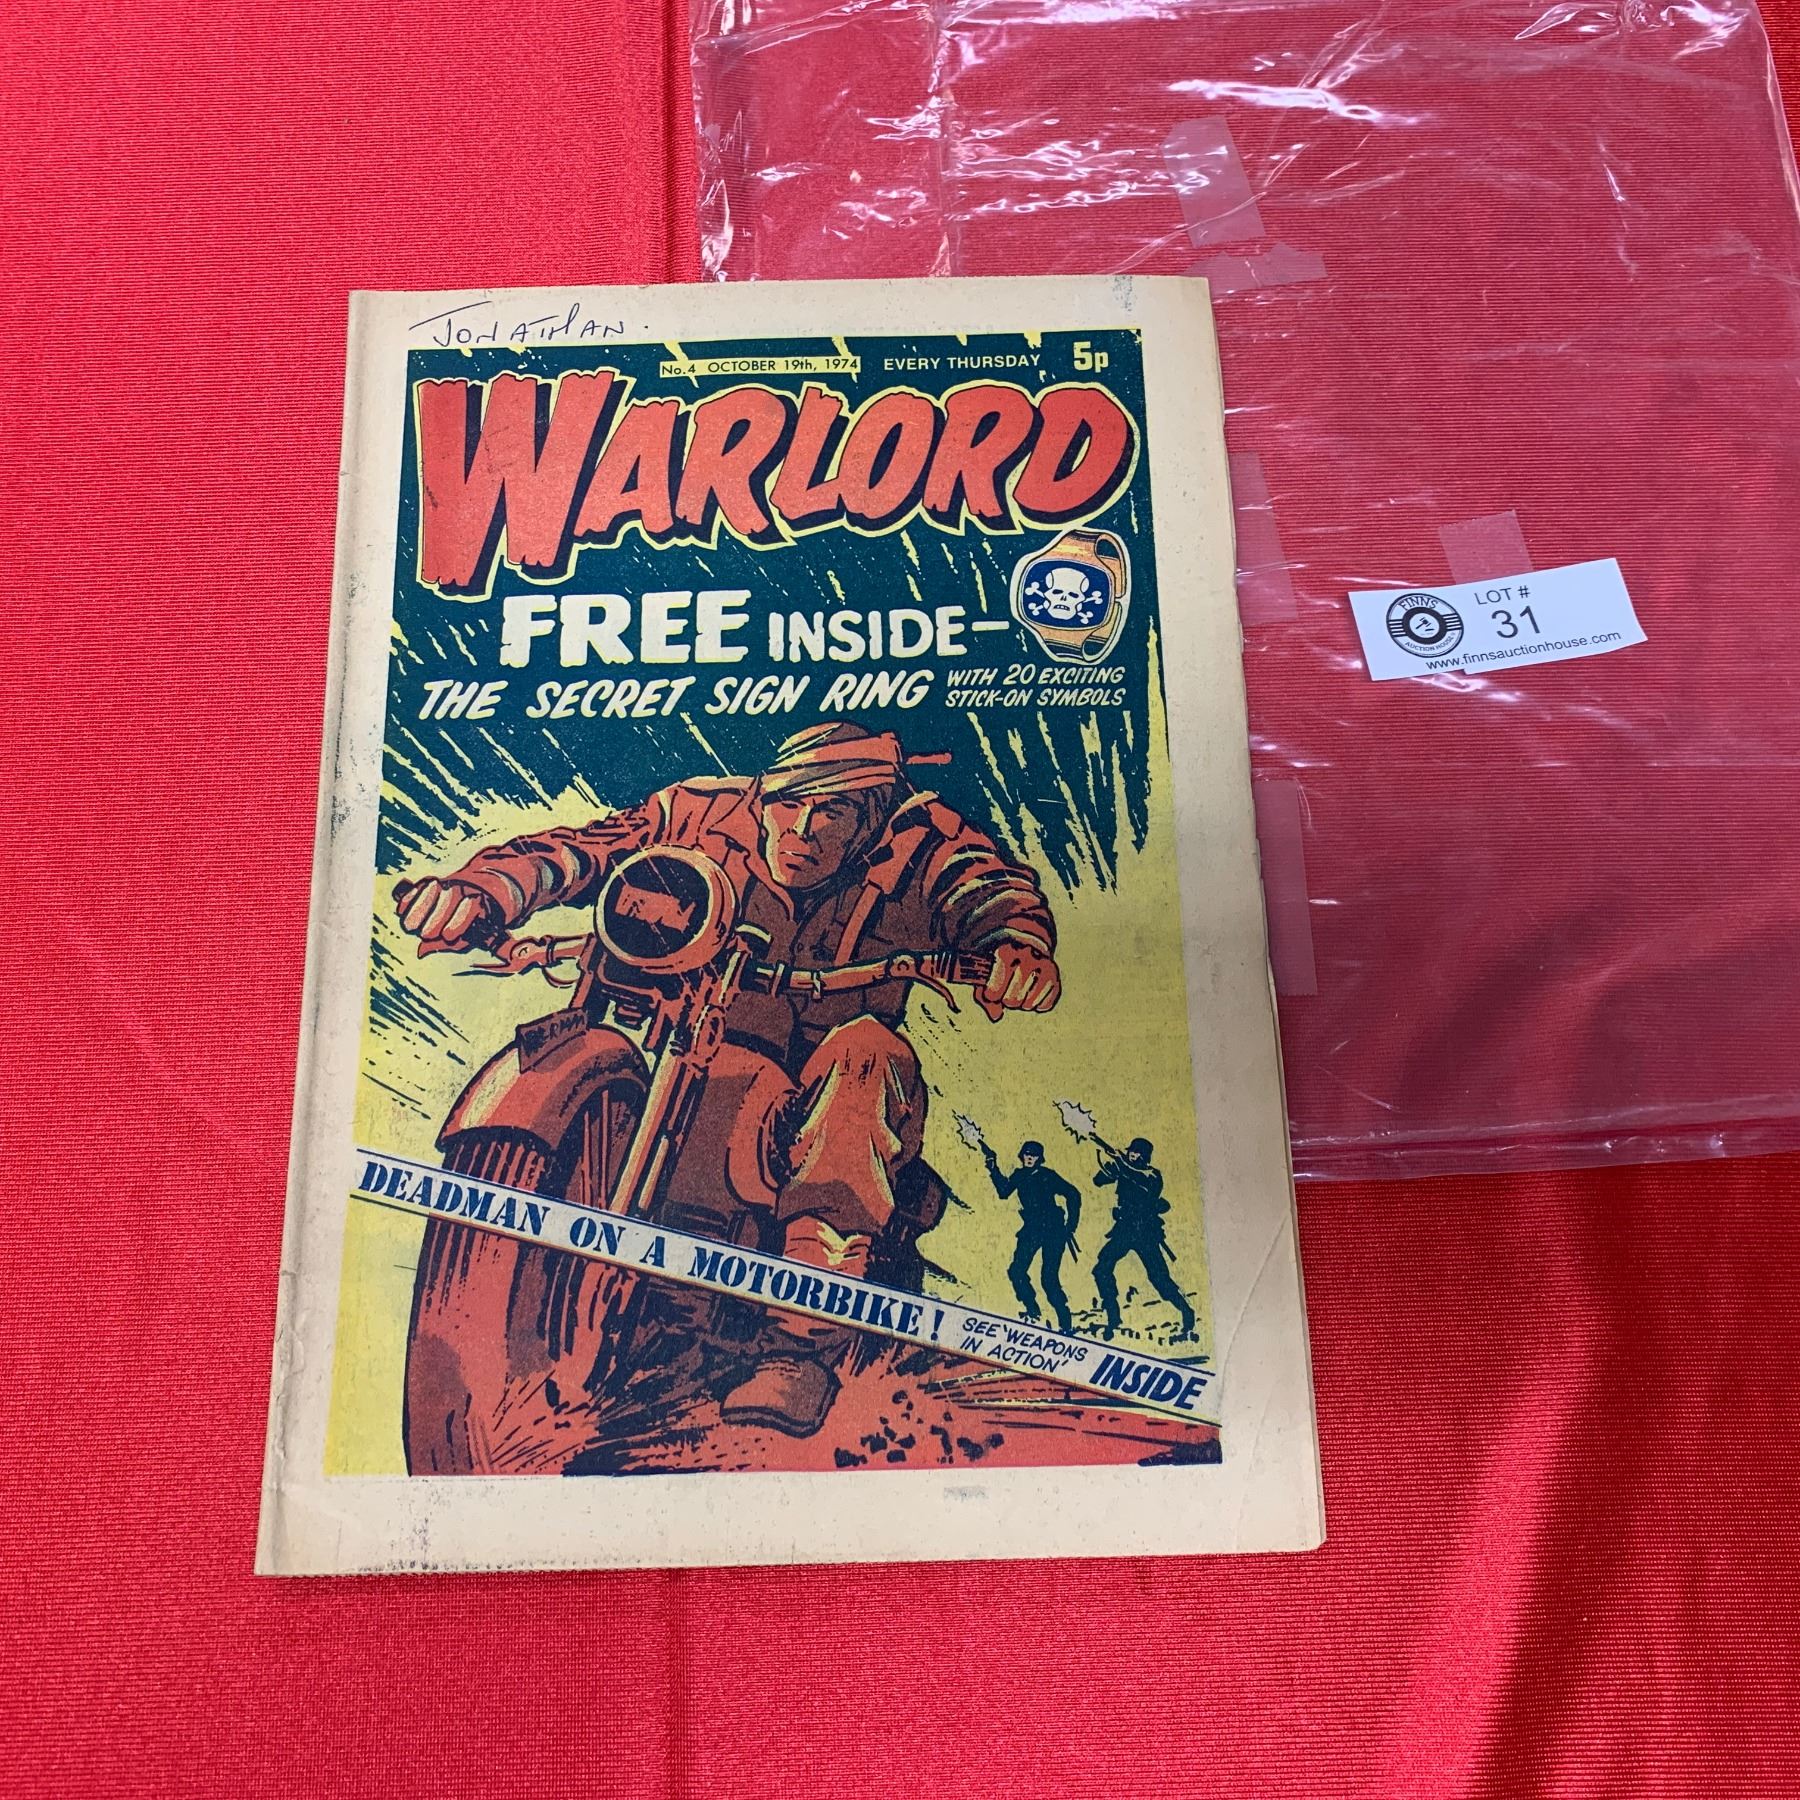 JONATHAN
No.4 OCTOBER 19th, 1974 EVERY THURSDAY 5p
WARLORD
FREE INSIDE–
THE SECRET SIGN RING WITH 20 EXCITING
STICK-ON SYMBOLS
DEADMAN ON A MOTORBIKE! SEE 'WEAPONS
IN ACTION' INSIDE
FINNS
AUCTION HOUSE
LOT #
31
www.finnsauctionhouse.com